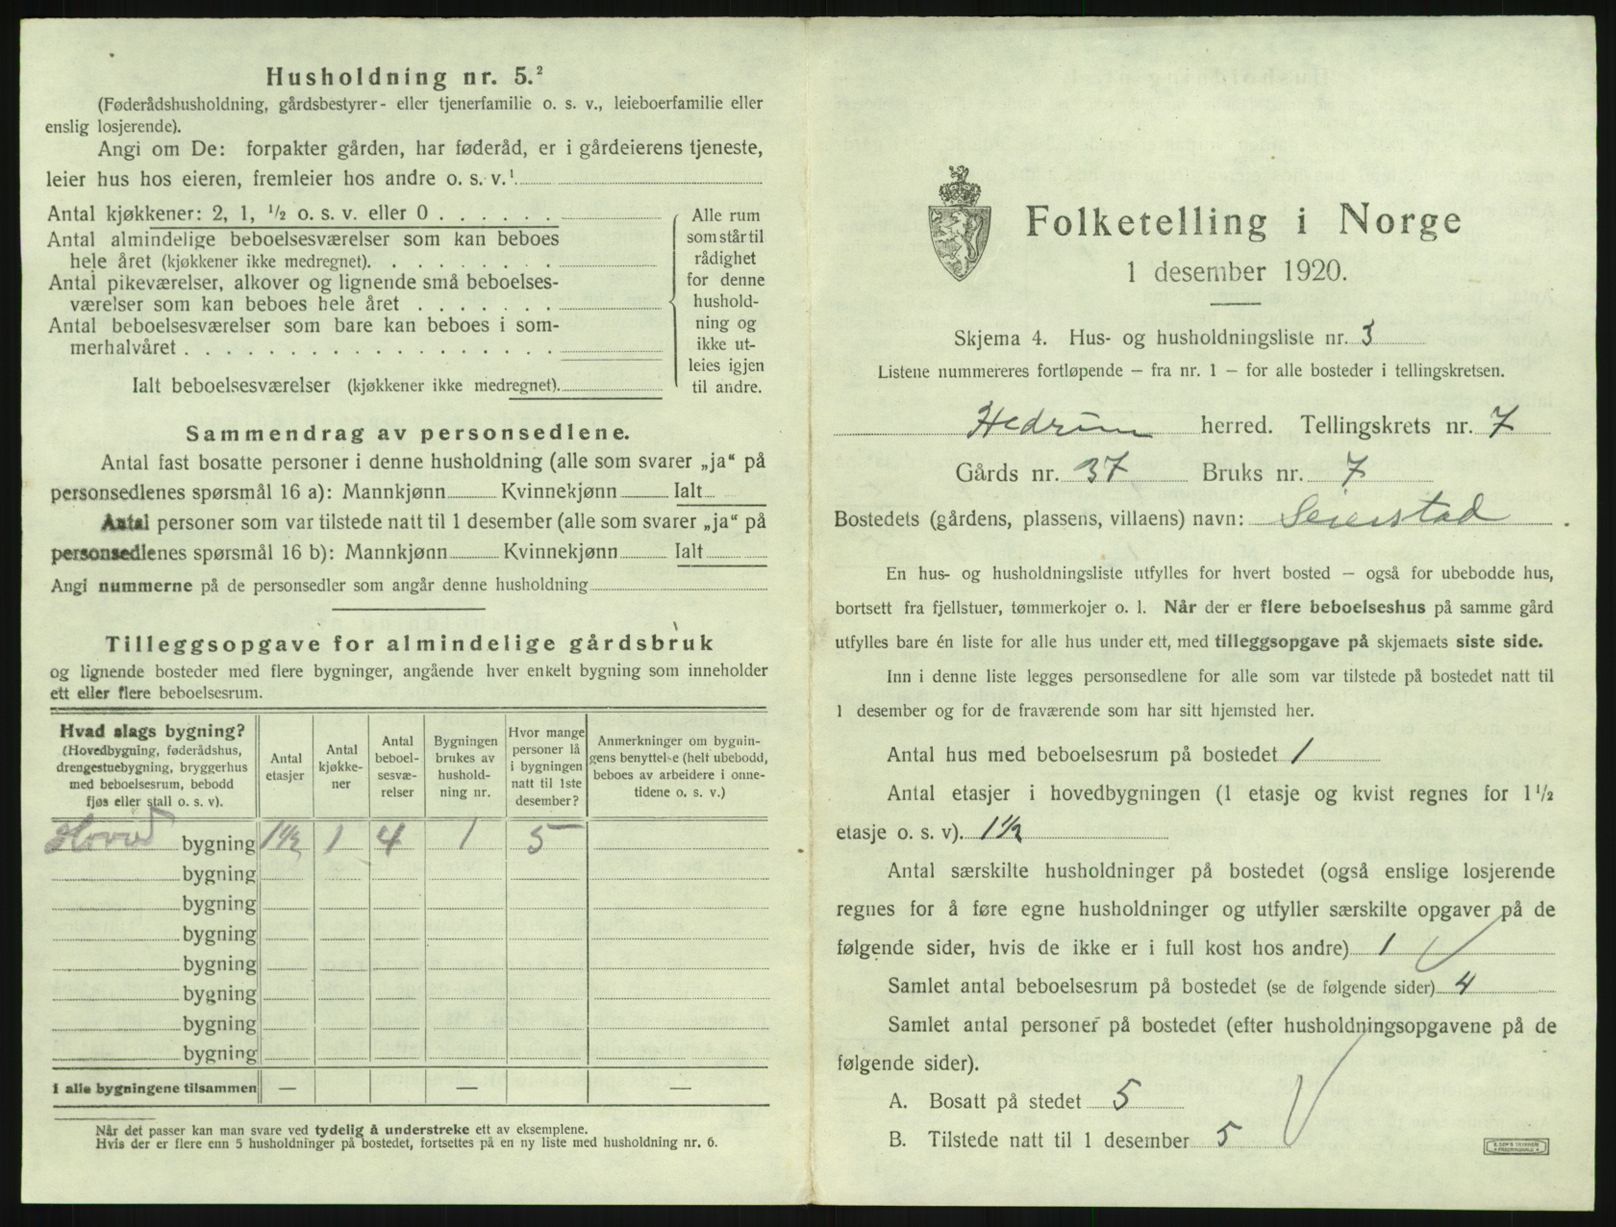 Husholdning nr. 5.²
(Føderådshusholdning, gårdsbestyrer- eller tjenerfamilie o. s. v., leieboerfamilie eller
enslig losjerende).
Angi om De: forpakter gården, har føderåd, er i gårdeierens tjeneste,
leier hus hos eieren, fremleier hos andre o. s. v.¹
Antal kjøkkener: 2, 1, ½ o. s. v. eller 0 . . . . . .
Antal almindelige beboelsesværelser som kan beboes
hele året (kjøkkener ikke medregnet). . . . . . . . .
Antal pikeværelser, alkover og lignende små beboelses-
værelser som kan beboes hele året . . . . . . .
Antal beboelsesværelser som bare kan beboes i som-
merhalvåret . . . . . . . . . . . . . . . . . .
Ialt beboelsesværelser (kjøkkener ikke medregnet).
Alle rum
som står til
rådighet
for denne
hushold-
ning og
ikke ut-
leies igjen
til andre.
Sammendrag av personsedlene.
Antal fast bosatte personer i denne husholdning (alle som svarer „ja“ på
personsedlenes spørsmål 16 a): Mannkjønn Kvinnekjønn Ialt
Antal personer som var tilstede natt til 1 desember (alle som svarer „ja“ på
personsedlenes spørsmål 16 b): Mannkjønn Kvinnekjønn Ialt
Angi nummerne på de personsedler som angår denne husholdning
Tilleggsopgave for almindelige gårdsbruk
og lignende bosteder med flere bygninger, angående hver enkelt bygning som inneholder
ett eller flere beboelsesrum.
Hvad slags bygning?
(Hovedbygning, føderådshus,
drengestuebygning, bryggerhus
med beboelsesrum, bebodd
fjøs eller stall o. s. v).
Antal
etasjer
Antal
kjøkke-
ner
Antal
beboel-
sesvæ-
relser
Bygningen
brukes av
hushold-
ning nr.
Hvor mange
personer lå
i bygningen
natt til 1ste
desember?
Anmerkninger om bygnin-
gens benyttelse (helt ubebodd,
beboes av arbeidere i onne-
tidene o. s. v.)
Hoved bygning 1½ 1 4 1 5
bygning
bygning
bygning
bygning
bygning
bygning
bygning
I alle bygningene tilsammen — — —
Når det passer kan man svare ved tydelig å understreke ett av eksemplene.
Hvis der er flere enn 5 husholdninger på bostedet, fortsettes på en ny liste med husholdning nr. 6.
Folketelling i Norge
1 desember 1920.
Skjema 4. Hus- og husholdningsliste nr. 3
Listene nummereres fortløpende – fra nr. 1 – for alle bosteder i tellingskretsen.
Hedrum herred. Tellingskrets nr. 7
Gårds nr. 37 Bruks nr. 7
Bostedets (gårdens, plassens, villaens) navn: Seierstad .
En hus- og husholdningsliste utfylles for hvert bosted – også for ubebodde hus,
bortsett fra fjellstuer, tømmerkojer o. l. Når der er flere beboelseshus på samme gård
utfylles bare én liste for alle hus under ett, med tilleggsopgave på skjemaets siste side.
Inn i denne liste legges personsedlene for alle som var tilstede på bostedet natt til
1 desember og for de fraværende som har sitt hjemsted her.
Antal hus med beboelsesrum på bostedet 1
Antal etasjer i hovedbygningen (1 etasje og kvist regnes for 1½
etasje o. s. v). 1½
Antal særskilte husholdninger på bostedet (også enslige losjerende
regnes for å føre egne husholdninger og utfyller særskilte opgaver på de
følgende sider, hvis de ikke er i full kost hos andre) 1
Samlet antal beboelsesrum på bostedet (se de følgende sider) 4
Samlet antal personer på bostedet (efter husholdningsopgavene på de
følgende sider).
A. Bosatt på stedet 5
B. Tilstede natt til 1 desember 5